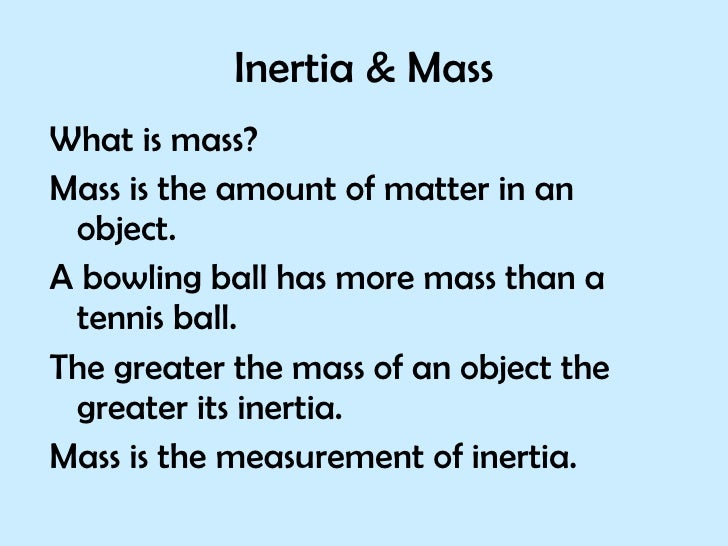 Inertia & Mass
What is mass?
Mass is the amount of matter in an
object.
A bowling ball has more mass than a
tennis ball.
The greater the mass of an object the
greater its inertia.
Mass is the measurement of inertia.